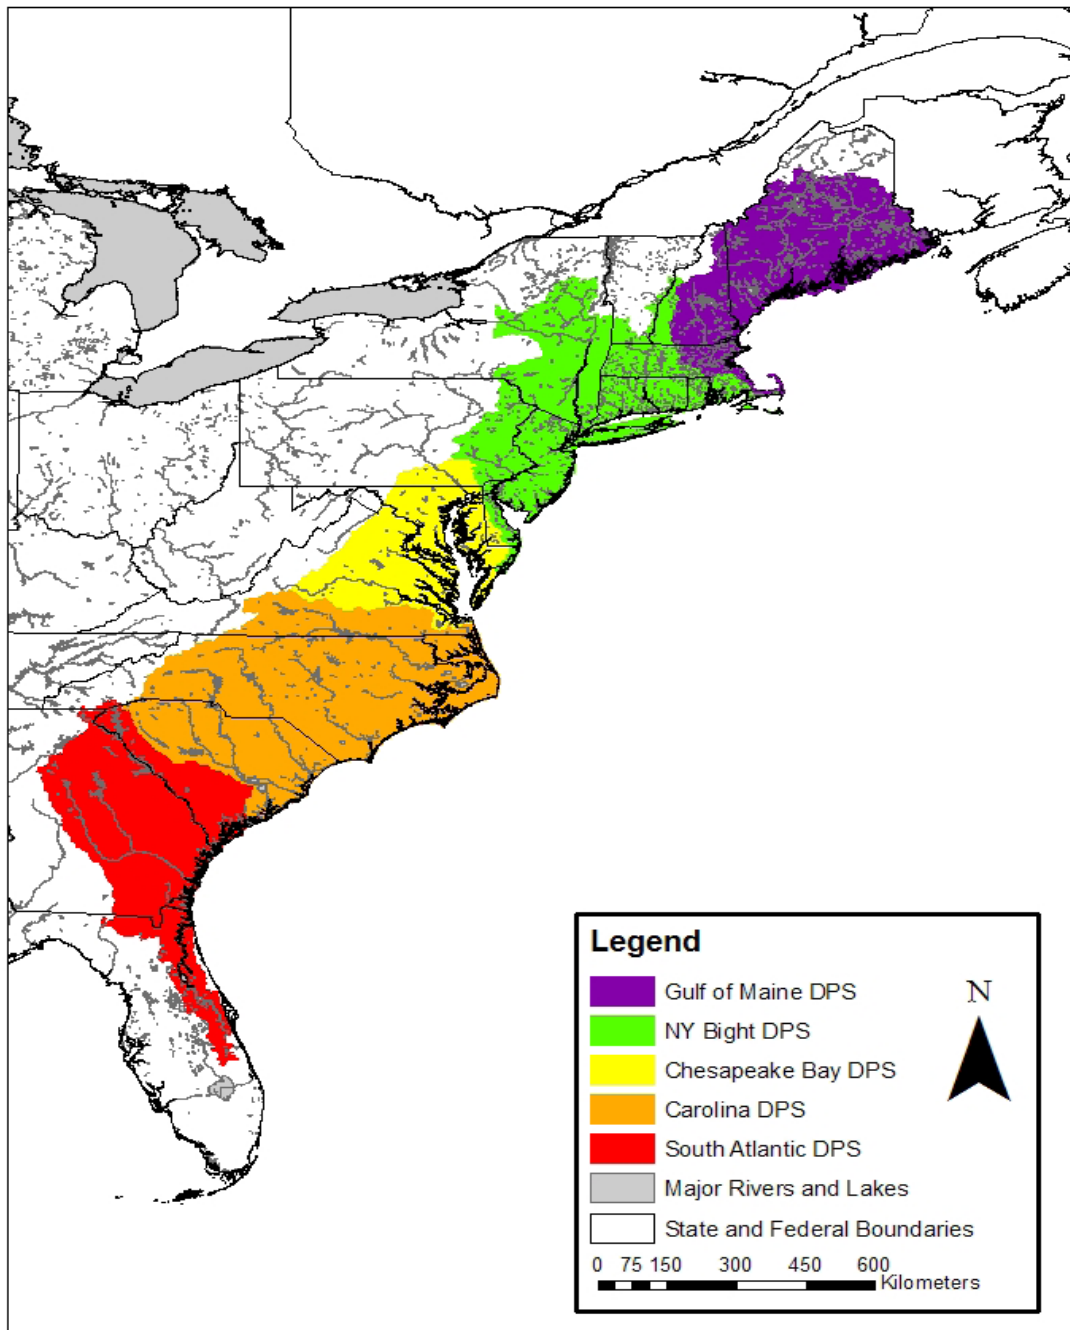 Legend
N
Gulf of Maine DPS
NY Bight DPS
Chesapeake Bay DPS
Carolina DPS
South Atlantic DPS
Major Rivers and Lakes
State and Federal Boundaries
0 75 150 300 450 600
Kilometers